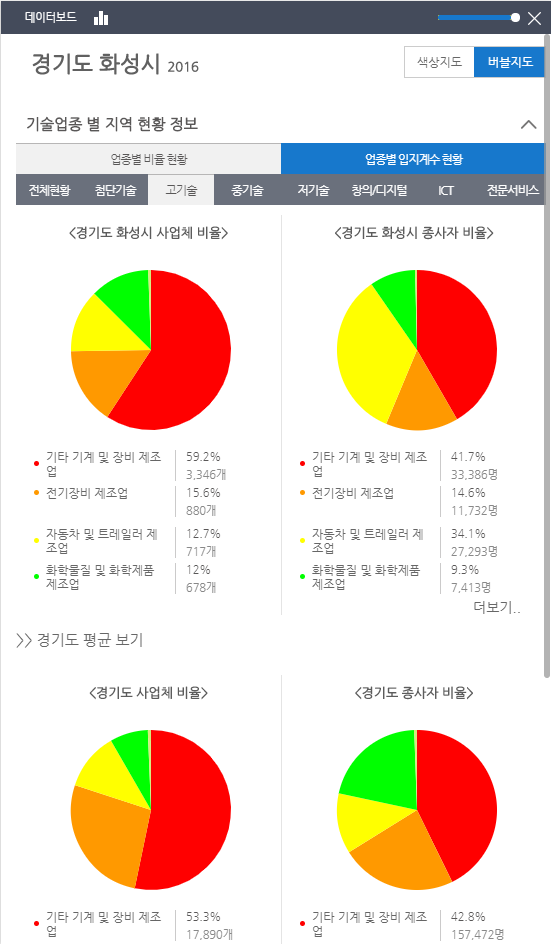 데이터보드
경기도 화성시 2016
색상지도 버블지도
기술업종 별 지역 현황 정보
업종별 비율 현황 업종별 입지계수 현황
전체현황 첨단기술 고기술 중기술 저기술 창의/디지털 ICT 전문서비스
<경기도 화성시 사업체 비율>
기타 기계 및 장비 제조
업
59.2%
3,346개
전기장비 제조업
15.6%
880개
자동차 및 트레일러 제
조업
12.7%
717개
화학물질 및 화학제품
제조업
12%
678개
<경기도 화성시 종사자 비율>
기타 기계 및 장비 제조
업
41.7%
33,386명
전기장비 제조업
14.6%
11,732명
자동차 및 트레일러 제
조업
34.1%
27,293명
화학물질 및 화학제품
제조업
9.3%
7,413명
더보기..
>> 경기도 평균 보기
<경기도 사업체 비율>
기타 기계 및 장비 제조
업
53.3%
17,890개
<경기도 종사자 비율>
기타 기계 및 장비 제조
업
42.8%
157,472명